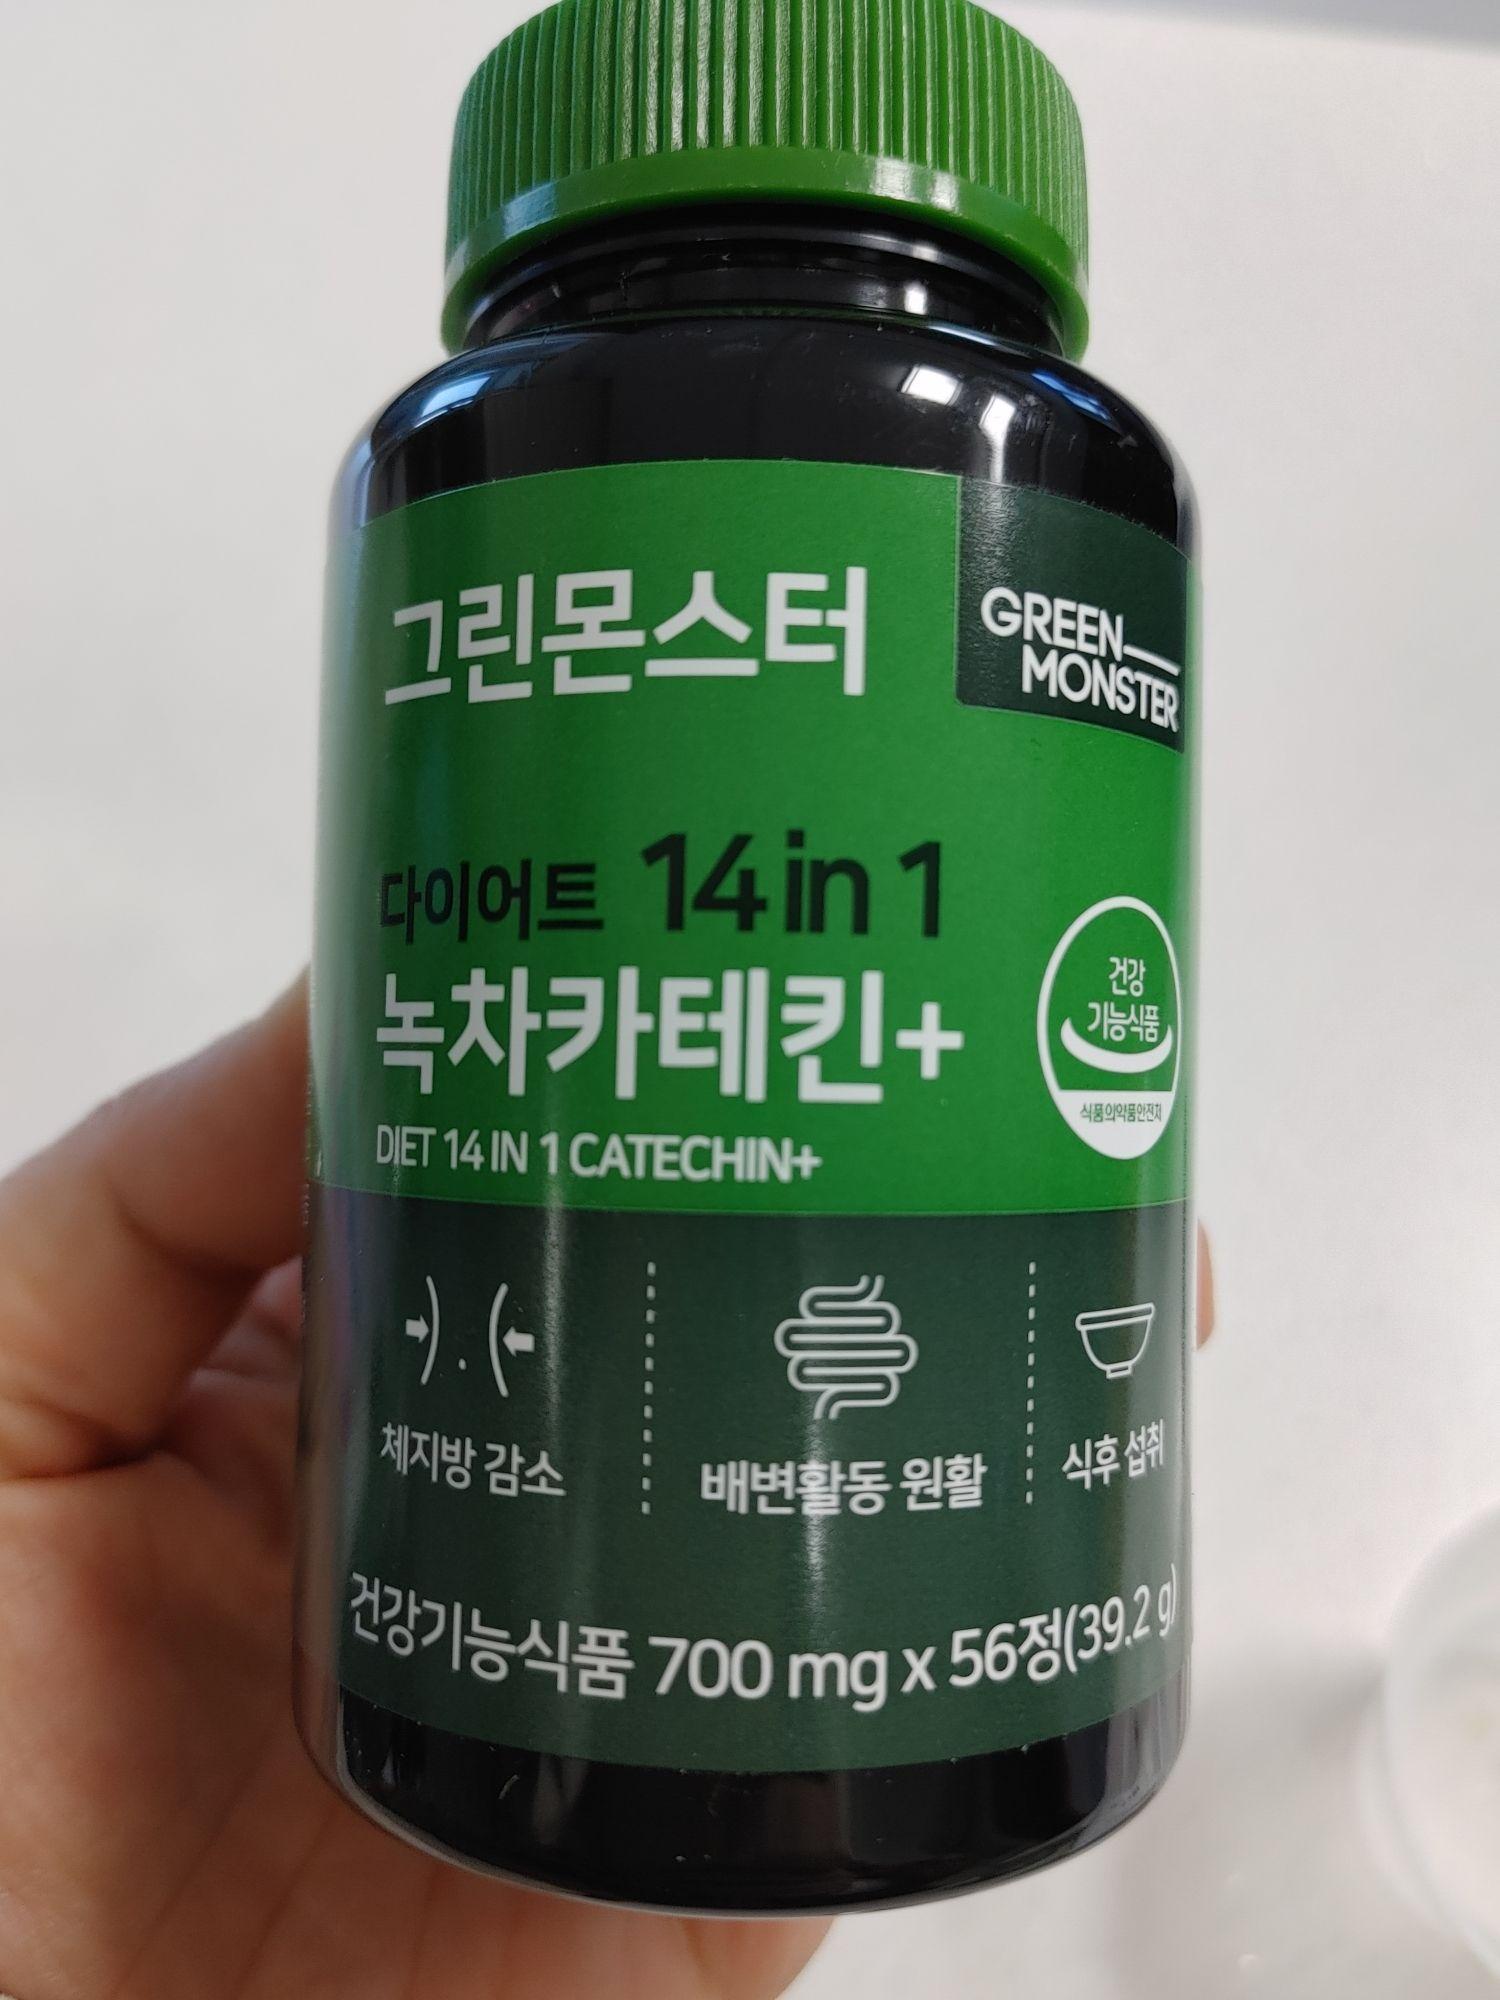 그린몬스터
GREEN
MONSTER
다이어트 14 in 1
녹차카테킨+
DIET 14 IN 1 CATECHIN+
건강
기능식품
식품의약품안전처
체지방 감소
배변활동 원활
식후 섭취
건강기능식품 700 mg x 56정(39.2 g)